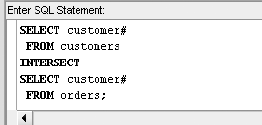 Enter SQL Statement:
SELECT customer#
FROM customers
INTERSECT
SELECT customer#
FROM orders;